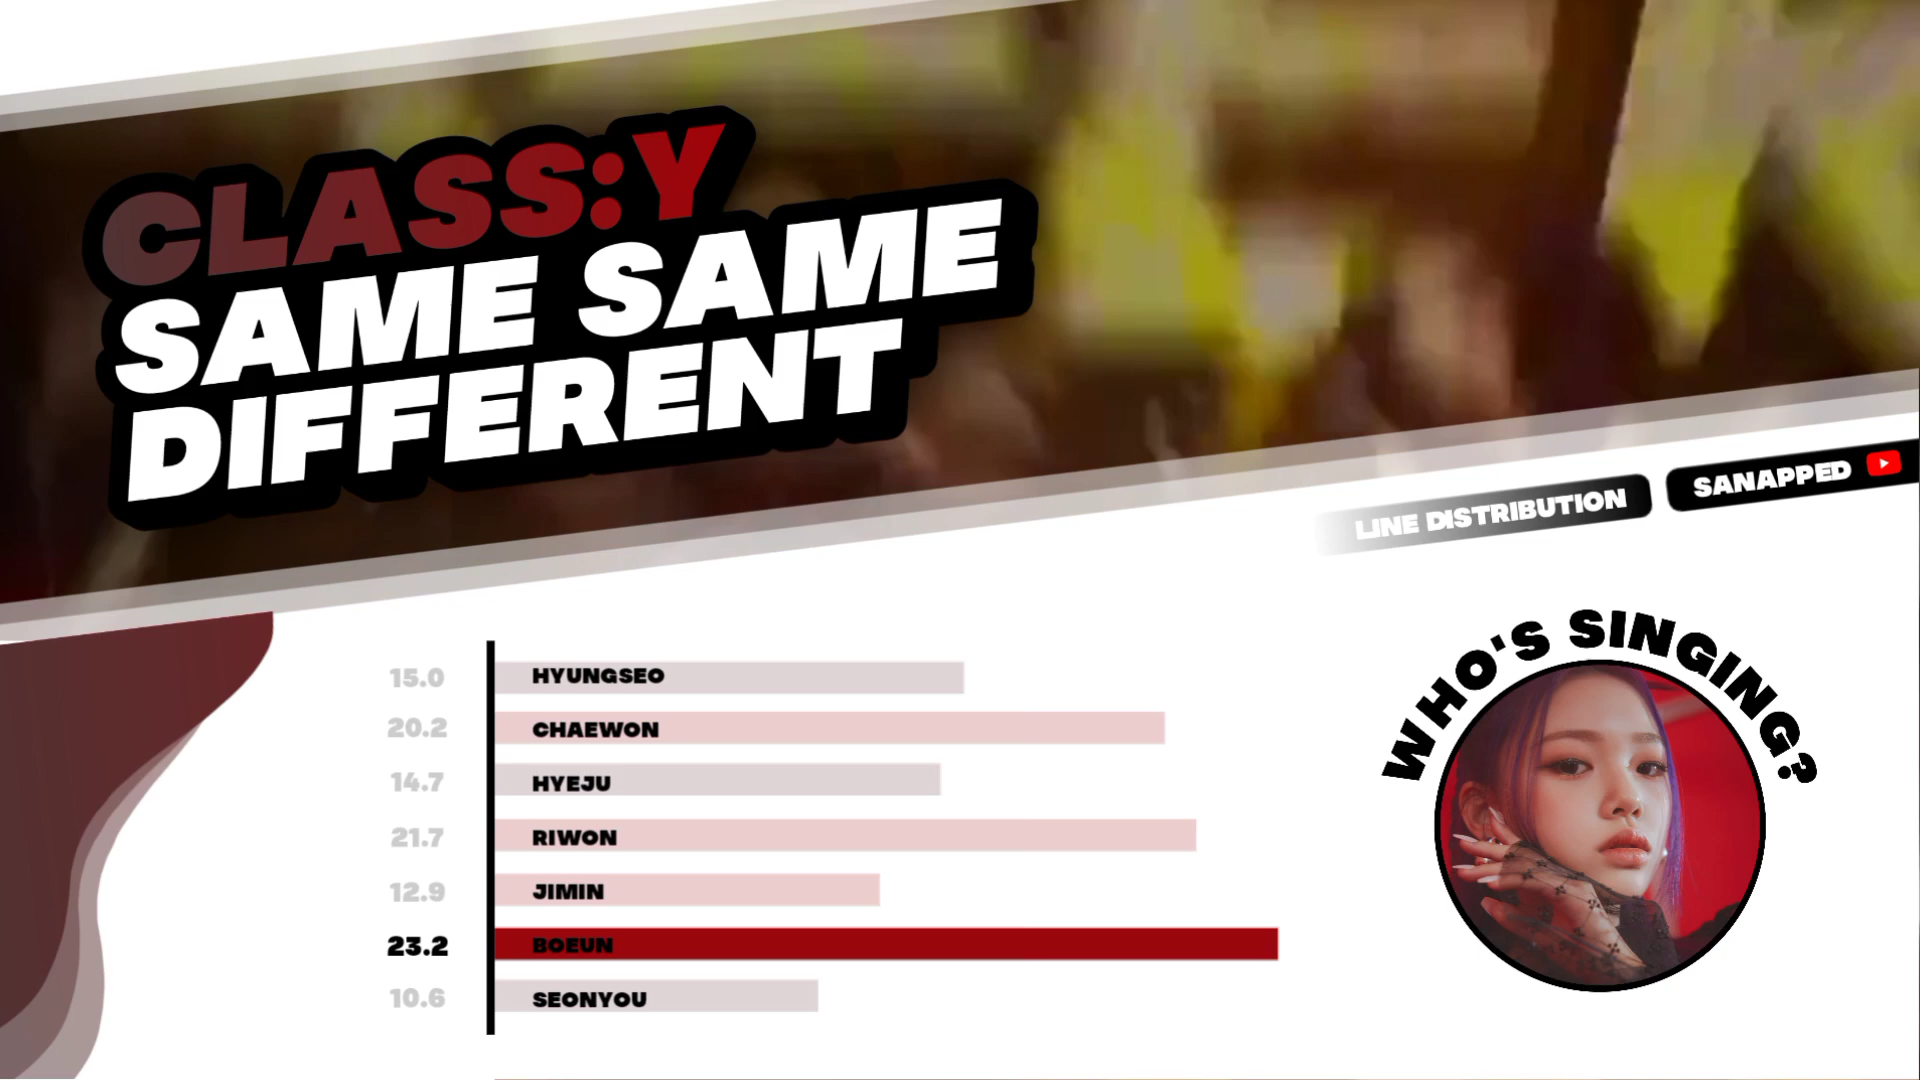 CLASS:Y
SAME SAME
DIFFERENT
LINE DISTRIBUTION
SANAPPED
WHO'S SINGING?
15.0 HYUNGSEO
20.2 CHAEWON
14.7 HYEJU
21.7 RIWON
12.9 JIMIN
23.2 BOEUN
10.6 SEONYOU